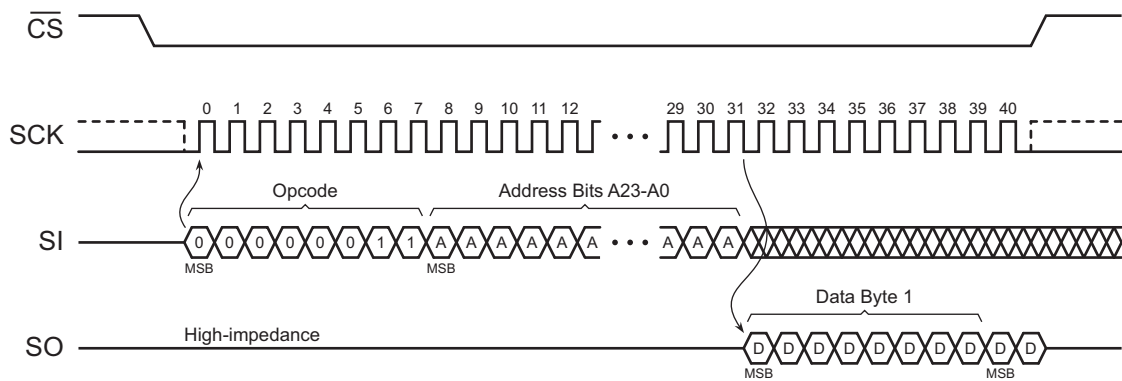 CS
0 1 2 3 4 5 6 7 8 9 10 11 12 29 30 31 32 33 34 35 36 37 38 39 40
SCK
Opcode Address Bits A23-A0
SI 0 0 0 0 0 0 1 1 A A A A A A A A A
MSB MSB
Data Byte 1
High-impedance
SO D D D D D D D D D D
MSB MSB